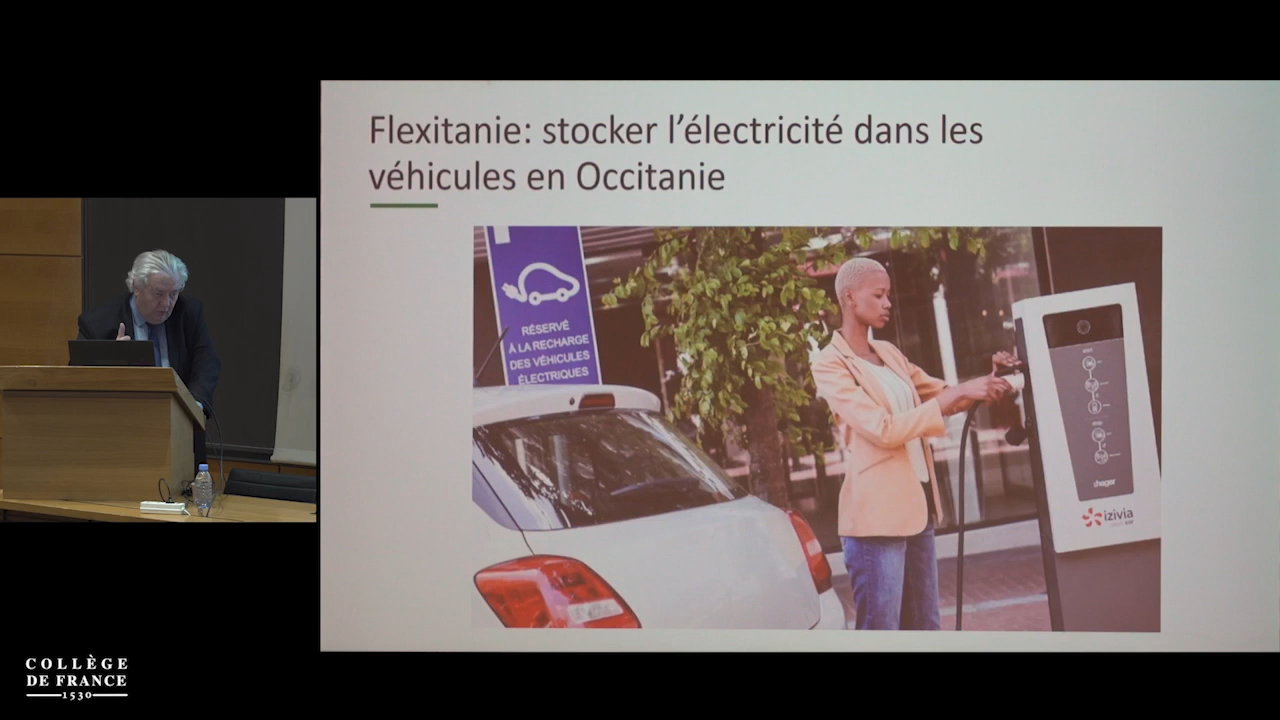 Flexitanie: stocker l'électricité dans les
véhicules en Occitanie
RÉSERVÉ
À LA RECHARGE
DES VÉHICULES
ÉLECTRIQUES
:hager
izivia
COLLÈGE
DE FRANCE
1530